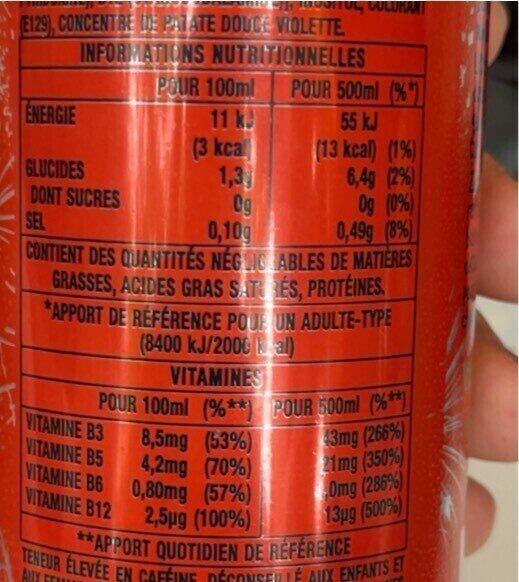 (E129), CONCENTRÉ DE PATATE DOUCE VIOLETTE.
INFORMATIONS NUTRITIONNELLES
POUR 100ml POUR 500ml (%*)
ÉNERGIE 11 kJ 55 kJ
(3 kcal) (13 kcal) (1%)
GLUCIDES 1,3g 6,4g (2%)
DONT SUCRES 0g 0g (0%)
SEL 0,10g 0,49g (8%)
CONTIENT DES QUANTITÉS NÉGLIGEABLES DE MATIÈRES
GRASSES, ACIDES GRAS SATURÉS, PROTÉINES.
*APPORT DE RÉFÉRENCE POUR UN ADULTE-TYPE
(8400 kJ/2000 kcal)
VITAMINES
POUR 100ml (%**) POUR 500ml (%**)
VITAMINE B3 8,5mg (53%) 43mg (266%)
VITAMINE B5 4,2mg (70%) 21mg (350%)
VITAMINE B6 0,80mg (57%) ,0mg (286%)
VITAMINE B12 2,5µg (100%) 13µg (500%)
**APPORT QUOTIDIEN DE RÉFÉRENCE
TENEUR ÉLEVÉE EN CAFÉINE. DÉCONSEILLÉ AUX ENFANTS ET